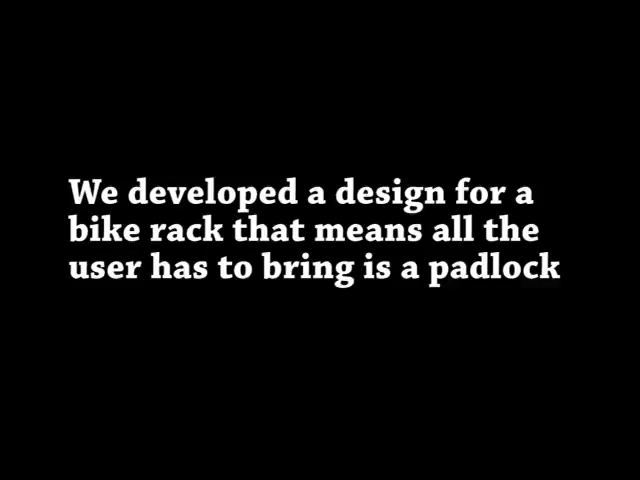 We developed a design for a
bike rack that means all the
user has to bring is a padlock